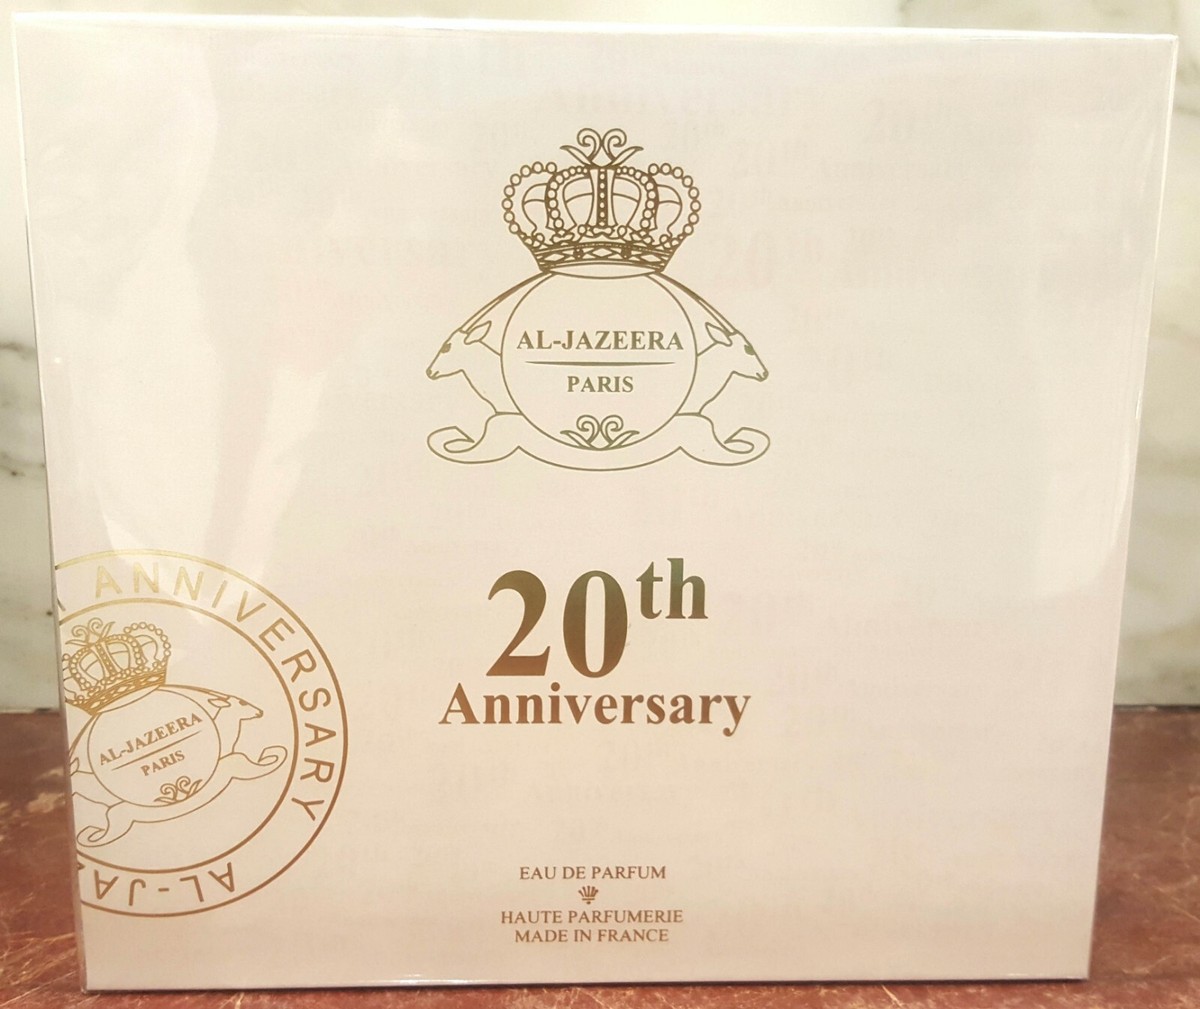 AL-JAZEERA
PARIS
20th
Anniversary
ANNIVERSARY
AL-JAZEERA
PARIS
AL-JA
EAU DE PARFUM
HAUTE PARFUMERIE
MADE IN FRANCE